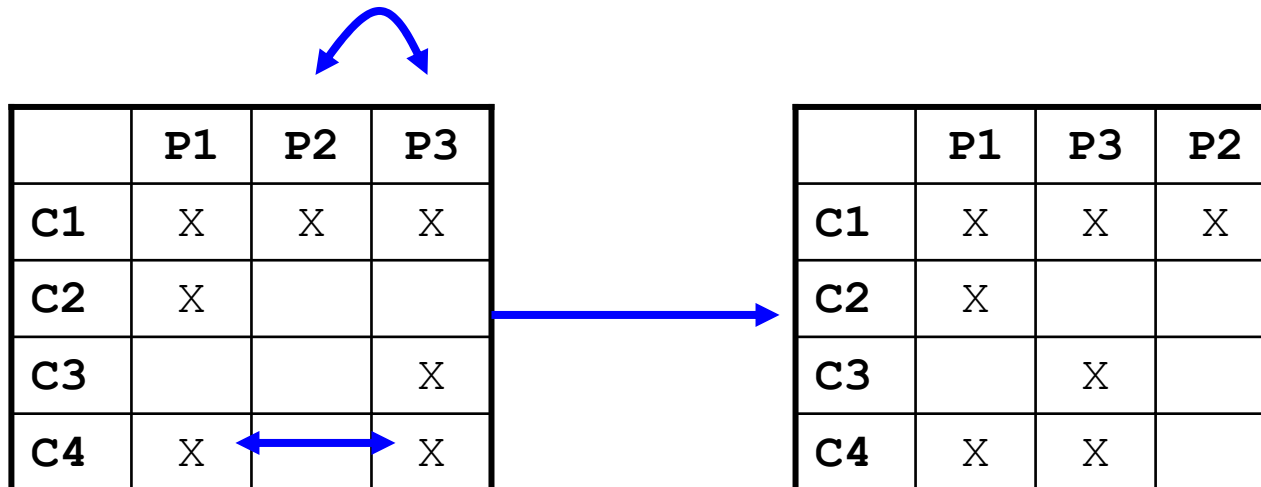 P1 P2 P3 P1 P3 P2
C1 X X X C1 X X X
C2 X C2 X
C3 X C3 X
C4 X X C4 X X